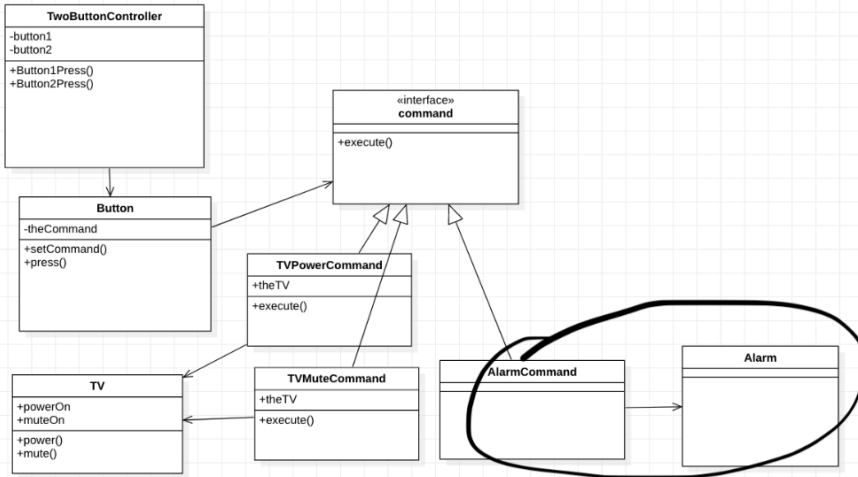 TwoButtonController
-button1
-button2
+Button1Press()
+Button2Press()
«interface»
command
+execute()
Button
-theCommand
+setCommand()
+press()
TVPowerCommand
+theTV
+execute()
TV
+powerOn
+muteOn
+power()
+mute()
TVMuteCommand
+theTV
+execute()
AlarmCommand
Alarm